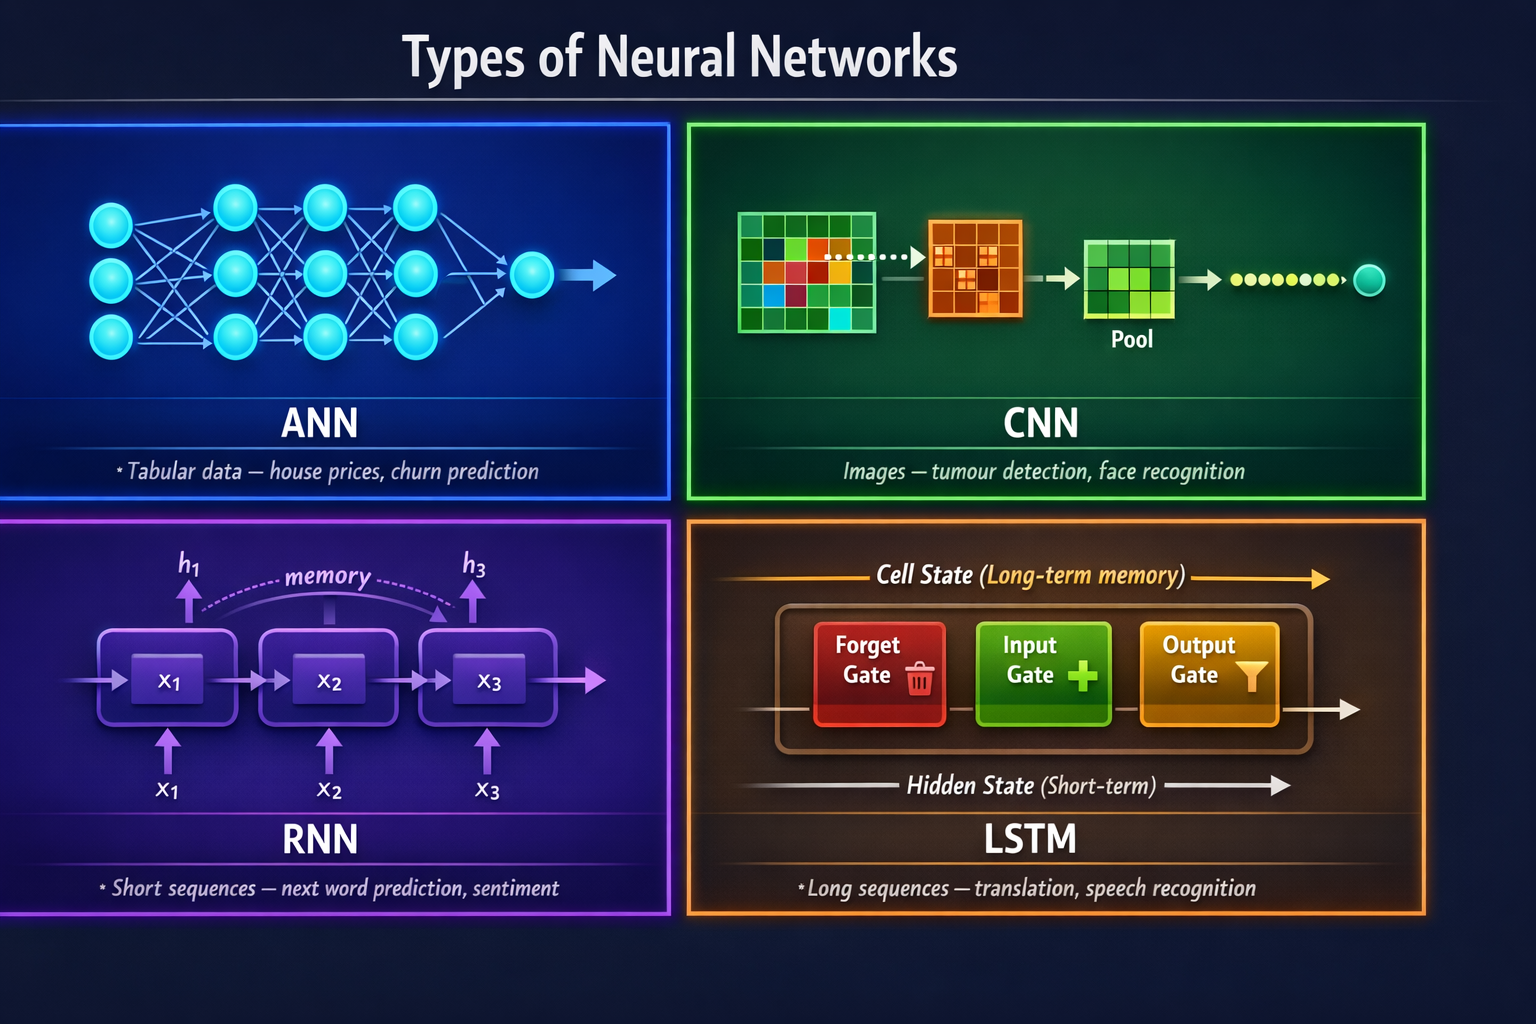 Types of Neural Networks
ANN
* Tabular data — house prices, churn prediction
Pool
CNN
Images — tumour detection, face recognition
h1
memory
h3
x1
x2
x3
x1
x2
x3
RNN
* Short sequences — next word prediction, sentiment
Cell State (Long-term memory)
Forget
Gate
Input
Gate
Output
Gate
Hidden State (Short-term)
LSTM
* Long sequences — translation, speech recognition